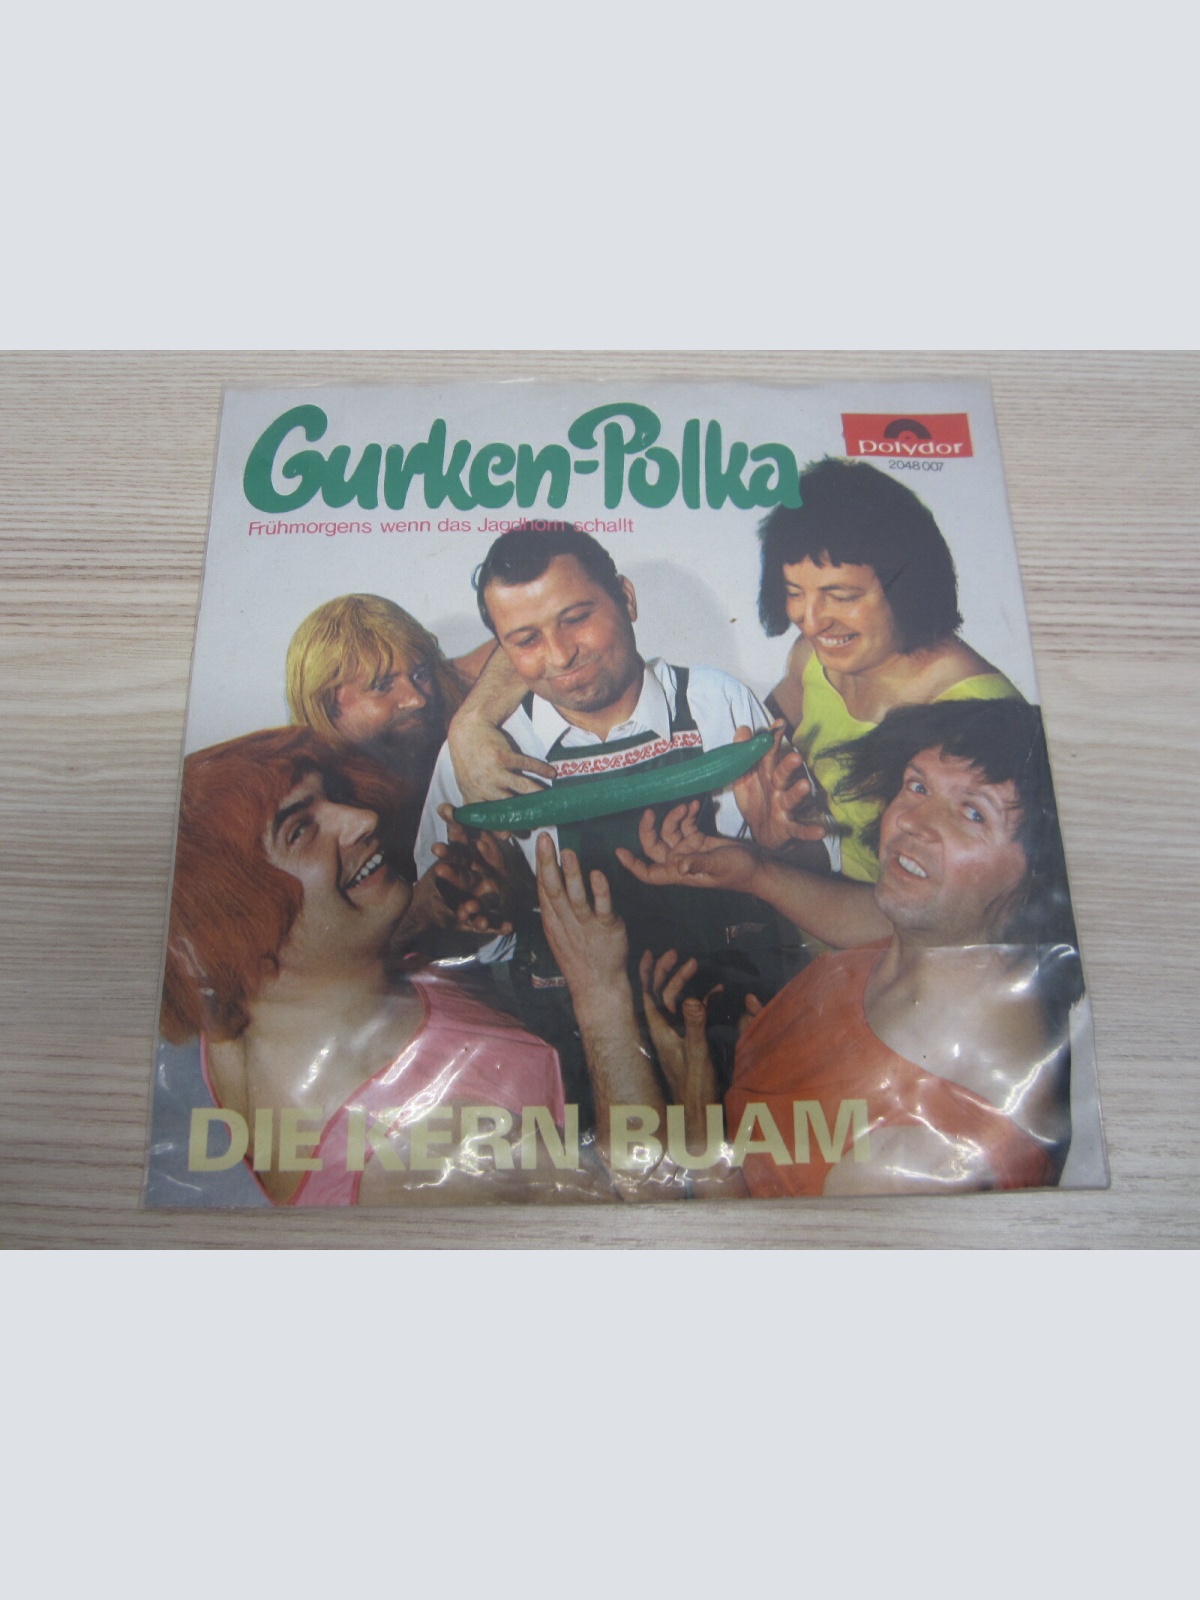 Gurken-Polka
Frühmorgens wenn das Jagdhorn schallt
polydor
2048 007
DIE KERN BUAM